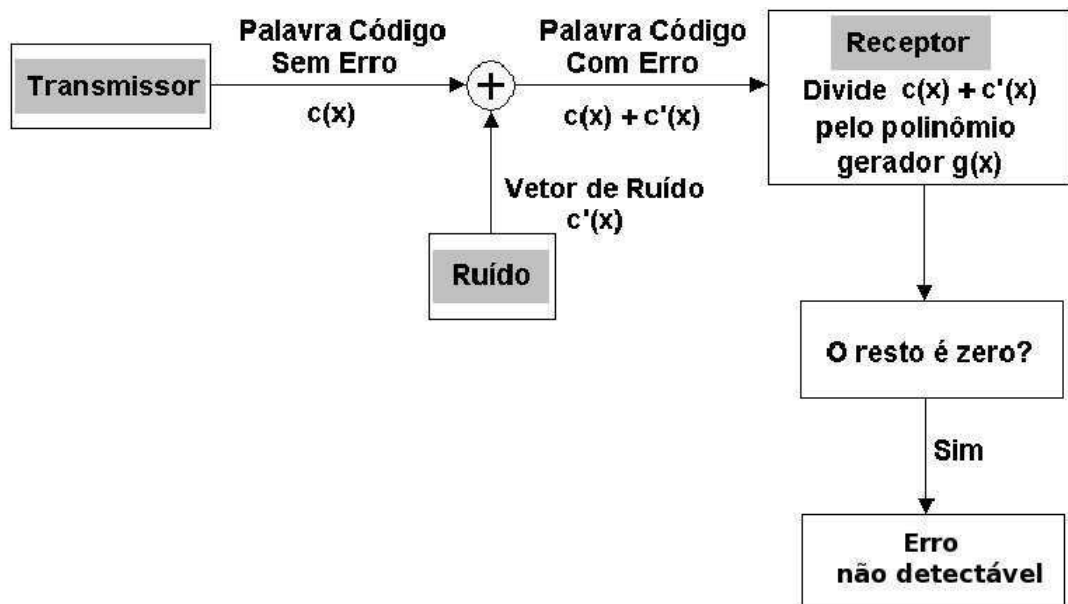 Transmissor
Palavra Código
Sem Erro
c(x)
+
Palavra Código
Com Erro
c(x) + c'(x)
Receptor
Divide c(x) + c'(x)
pelo polinômio
gerador g(x)
Vetor de Ruído
c'(x)
Ruído
O resto é zero?
Sim
Erro
não detectável